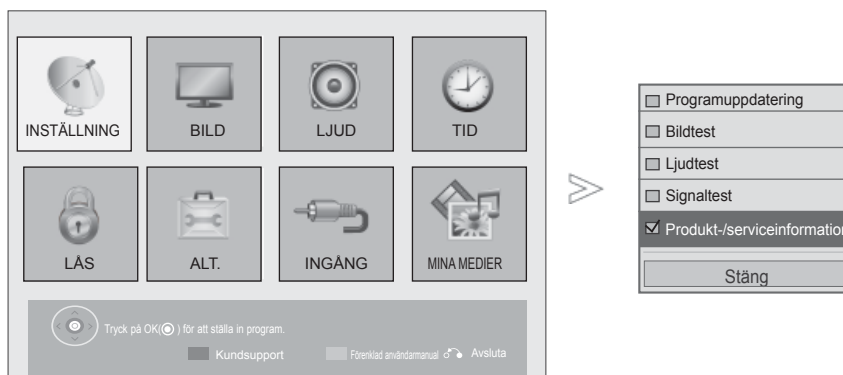 INSTÄLLNING
BILD
LJUD
TID
LÅS
ALT.
INGÅNG
MINA MEDIER
Tryck på OK( ) för att ställa in program.
Kundsupport
Förenklad användarmanual
Avsluta
Programuppdatering
Bildtest
Ljudtest
Signaltest
Produkt-/serviceinformation
Stäng